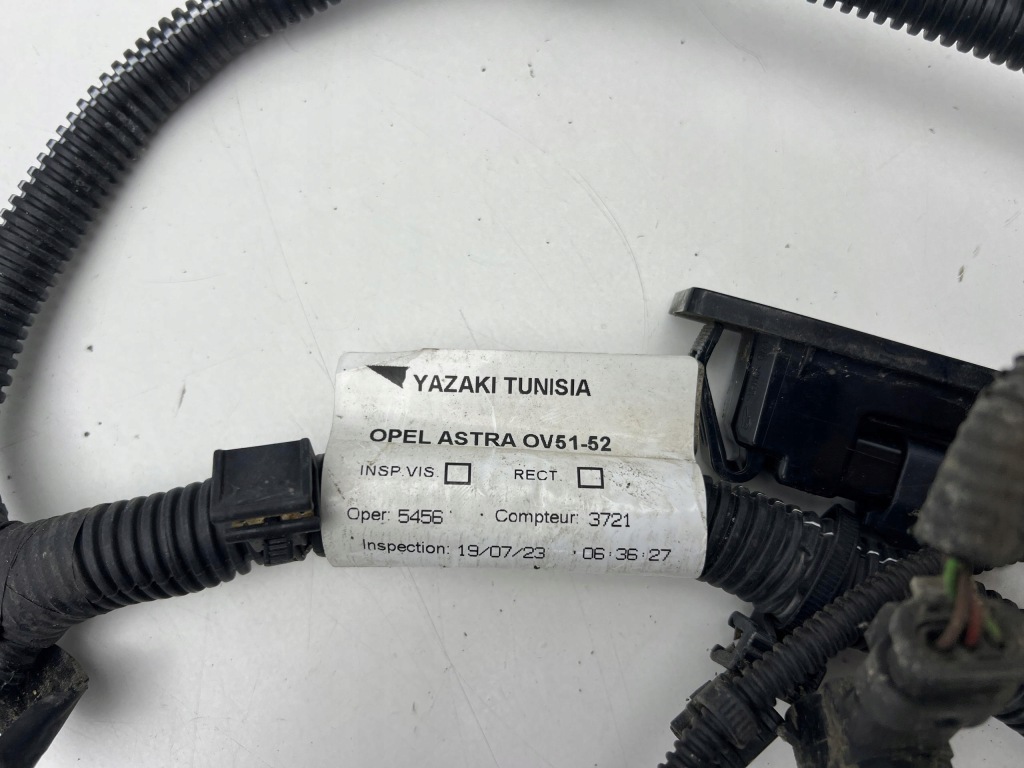 YAZAKI TUNISIA
OPEL ASTRA OV51-52
INSP.VIS RECT.
Oper: 5456 Compteur: 3721
Inspection: 19/07/23 06:36:27